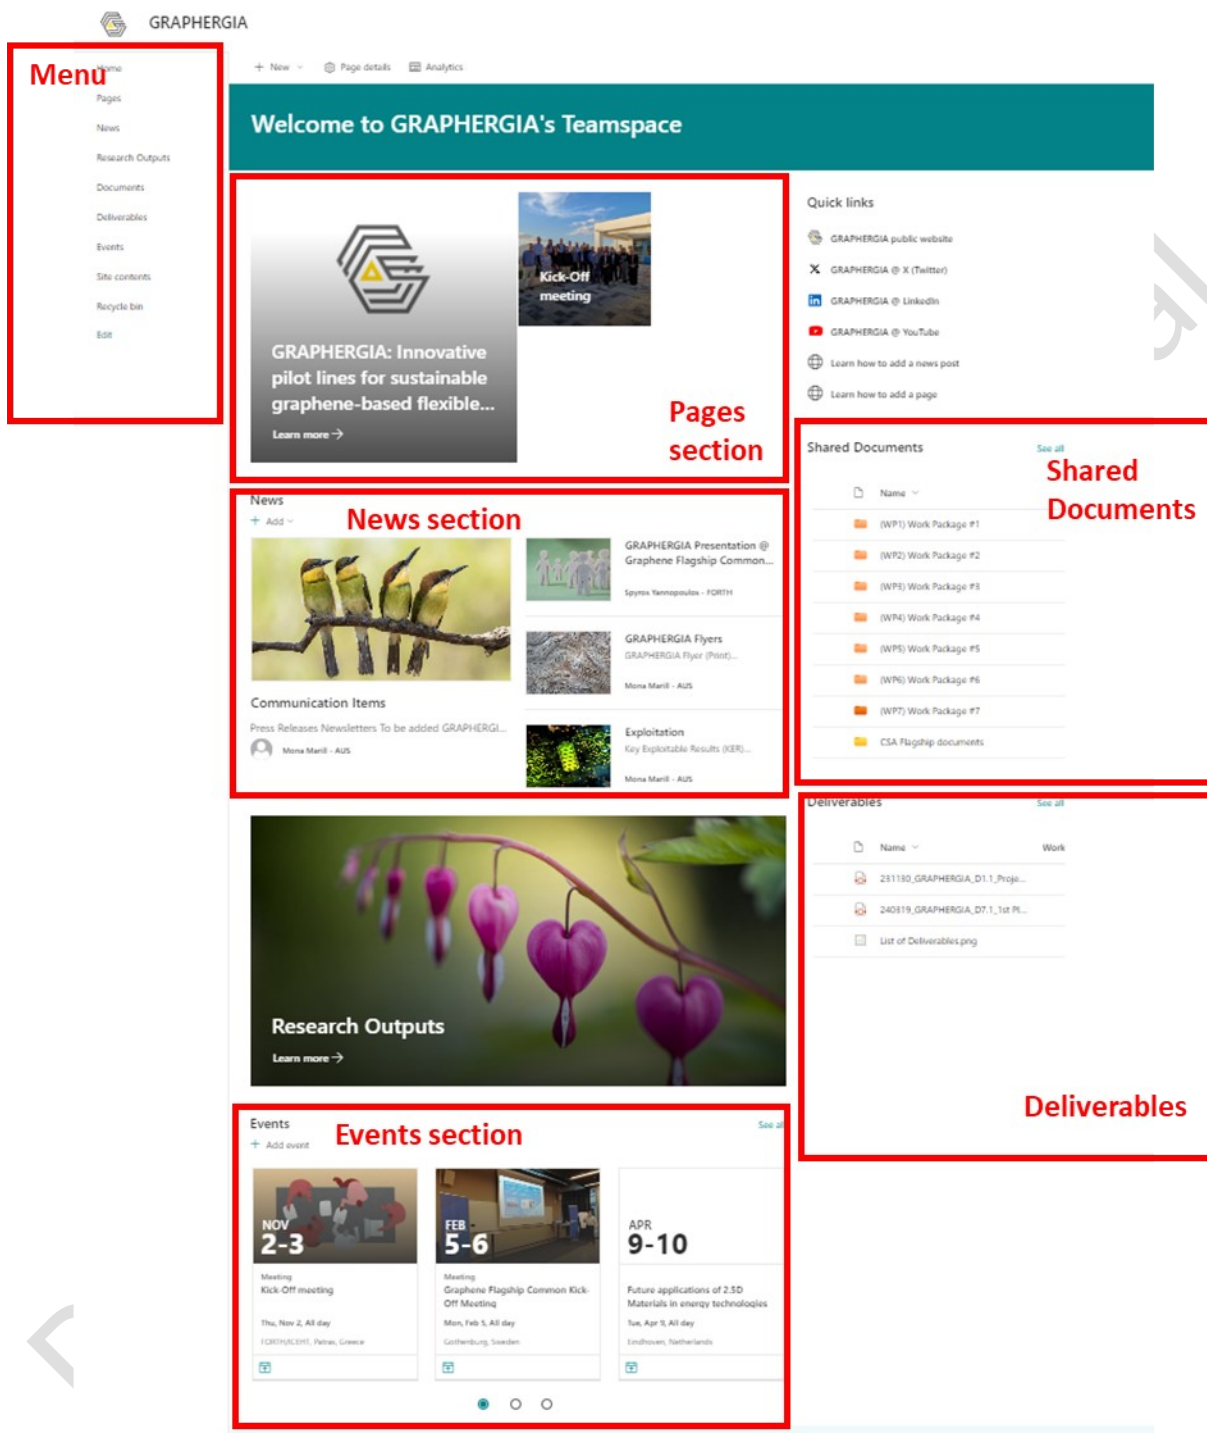 GRAPHERGIA
Menu
Home
Pages
News
Research Outputs
Documents
Deliverables
Events
Site contents
Recycle bin
Edit
+ New
Page details
Analytics
Welcome to GRAPHERGIA's Teamspace
GRAPHERGIA: Innovative
pilot lines for sustainable
graphene-based flexible...
Learn more →
Kick-Off
meeting
Pages
section
Quick links
GRAPHERGIA public website
GRAPHERGIA @ X (Twitter)
GRAPHERGIA @ LinkedIn
GRAPHERGIA @ YouTube
Learn how to add a news post
Learn how to add a page
Shared Documents
See all
Shared
Documents
Name
(WP1) Work Package #1
(WP2) Work Package #2
(WP3) Work Package #3
(WP4) Work Package #4
(WP5) Work Package #5
(WP6) Work Package #6
(WP7) Work Package #7
CSA Flagship documents
News
+ Add
News section
Communication Items
Press Releases Newsletters To be added GRAPHERGI...
Mona Marill - AUS
GRAPHERGIA Presentation @
Graphene Flagship Common...
Spyros Yannopoulos - FORTH
GRAPHERGIA Flyers
GRAPHERGIA Flyer (Print)...
Mona Marill - AUS
Exploitation
Key Exploitable Results (KER)...
Mona Marill - AUS
Deliverables
See all
Name
Work
231130_GRAPHERGIA_D1.1_Proje...
240319_GRAPHERGIA_D7.1_1st Pl...
List of Deliverables.png
Deliverables
Research Outputs
Learn more →
Events
+ Add event
Events section
See al
NOV
2-3
Meeting
Kick-Off meeting
Thu, Nov 2, All day
FORTH/ICEHT, Patras, Greece
FEB
5-6
Meeting
Graphene Flagship Common Kick-
Off Meeting
Mon, Feb 5, All day
Gothenburg, Sweden
APR
9-10
Future applications of 2.5D
Materials in energy technologies
Tue, Apr 9, All day
Eindhoven, Netherlands